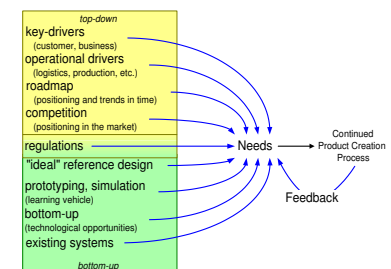 top-down
key-drivers
(customer, business)
operational drivers
(logistics, production, etc.)
roadmap
(positioning and trends in time)
competition
(positioning in the market)
regulations
"ideal" reference design
prototyping, simulation
(learning vehicle)
bottom-up
(technological opportunities)
existing systems
bottom-up
Needs
Continued
Product Creation
Process
Feedback